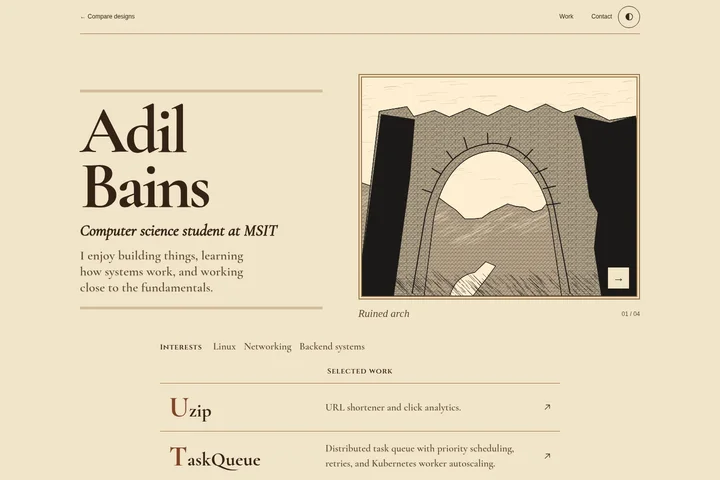 ← Compare designs
Work
Contact
Adil
Bains
Computer science student at MSIT
I enjoy building things, learning
how systems work, and working
close to the fundamentals.
→
Ruined arch
01 / 04
Interests Linux Networking Backend systems
Selected work
Uzip
URL shortener and click analytics.
↗
TaskQueue
Distributed task queue with priority scheduling,
retries, and Kubernetes worker autoscaling.
↗